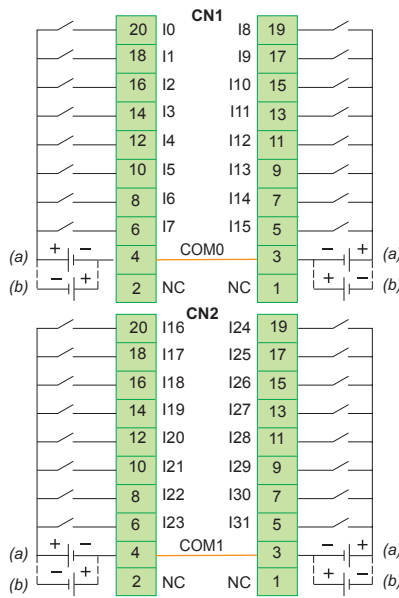 CN1
20 I0 I8 19
18 I1 I9 17
16 I2 I10 15
14 I3 I11 13
12 I4 I12 11
10 I5 I13 9
8 I6 I14 7
6 I7 I15 5
(a) + − 4 COM0 3 − + (a)
(b) − + 2 NC NC 1 + − (b)
CN2
20 I16 I24 19
18 I17 I25 17
16 I18 I26 15
14 I19 I27 13
12 I20 I28 11
10 I21 I29 9
8 I22 I30 7
6 I23 I31 5
(a) + − 4 COM1 3 − + (a)
(b) − + 2 NC NC 1 + − (b)